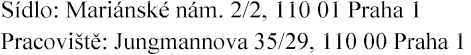 Sídlo: Mariánské nám. 2/2, 110 01 Praha 1
Pracoviště: Jungmannova 35/29, 110 00 Praha 1